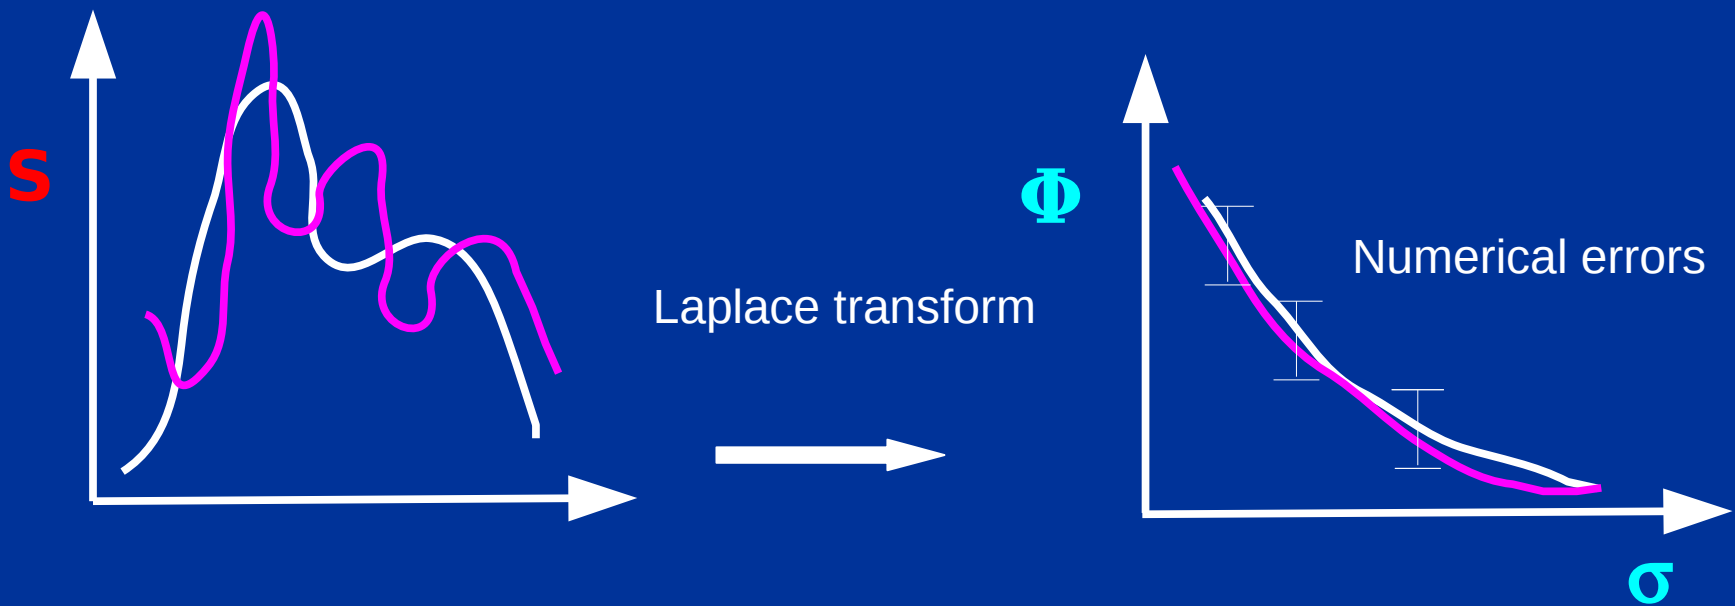 S
Laplace transform
Φ
Numerical errors
σ